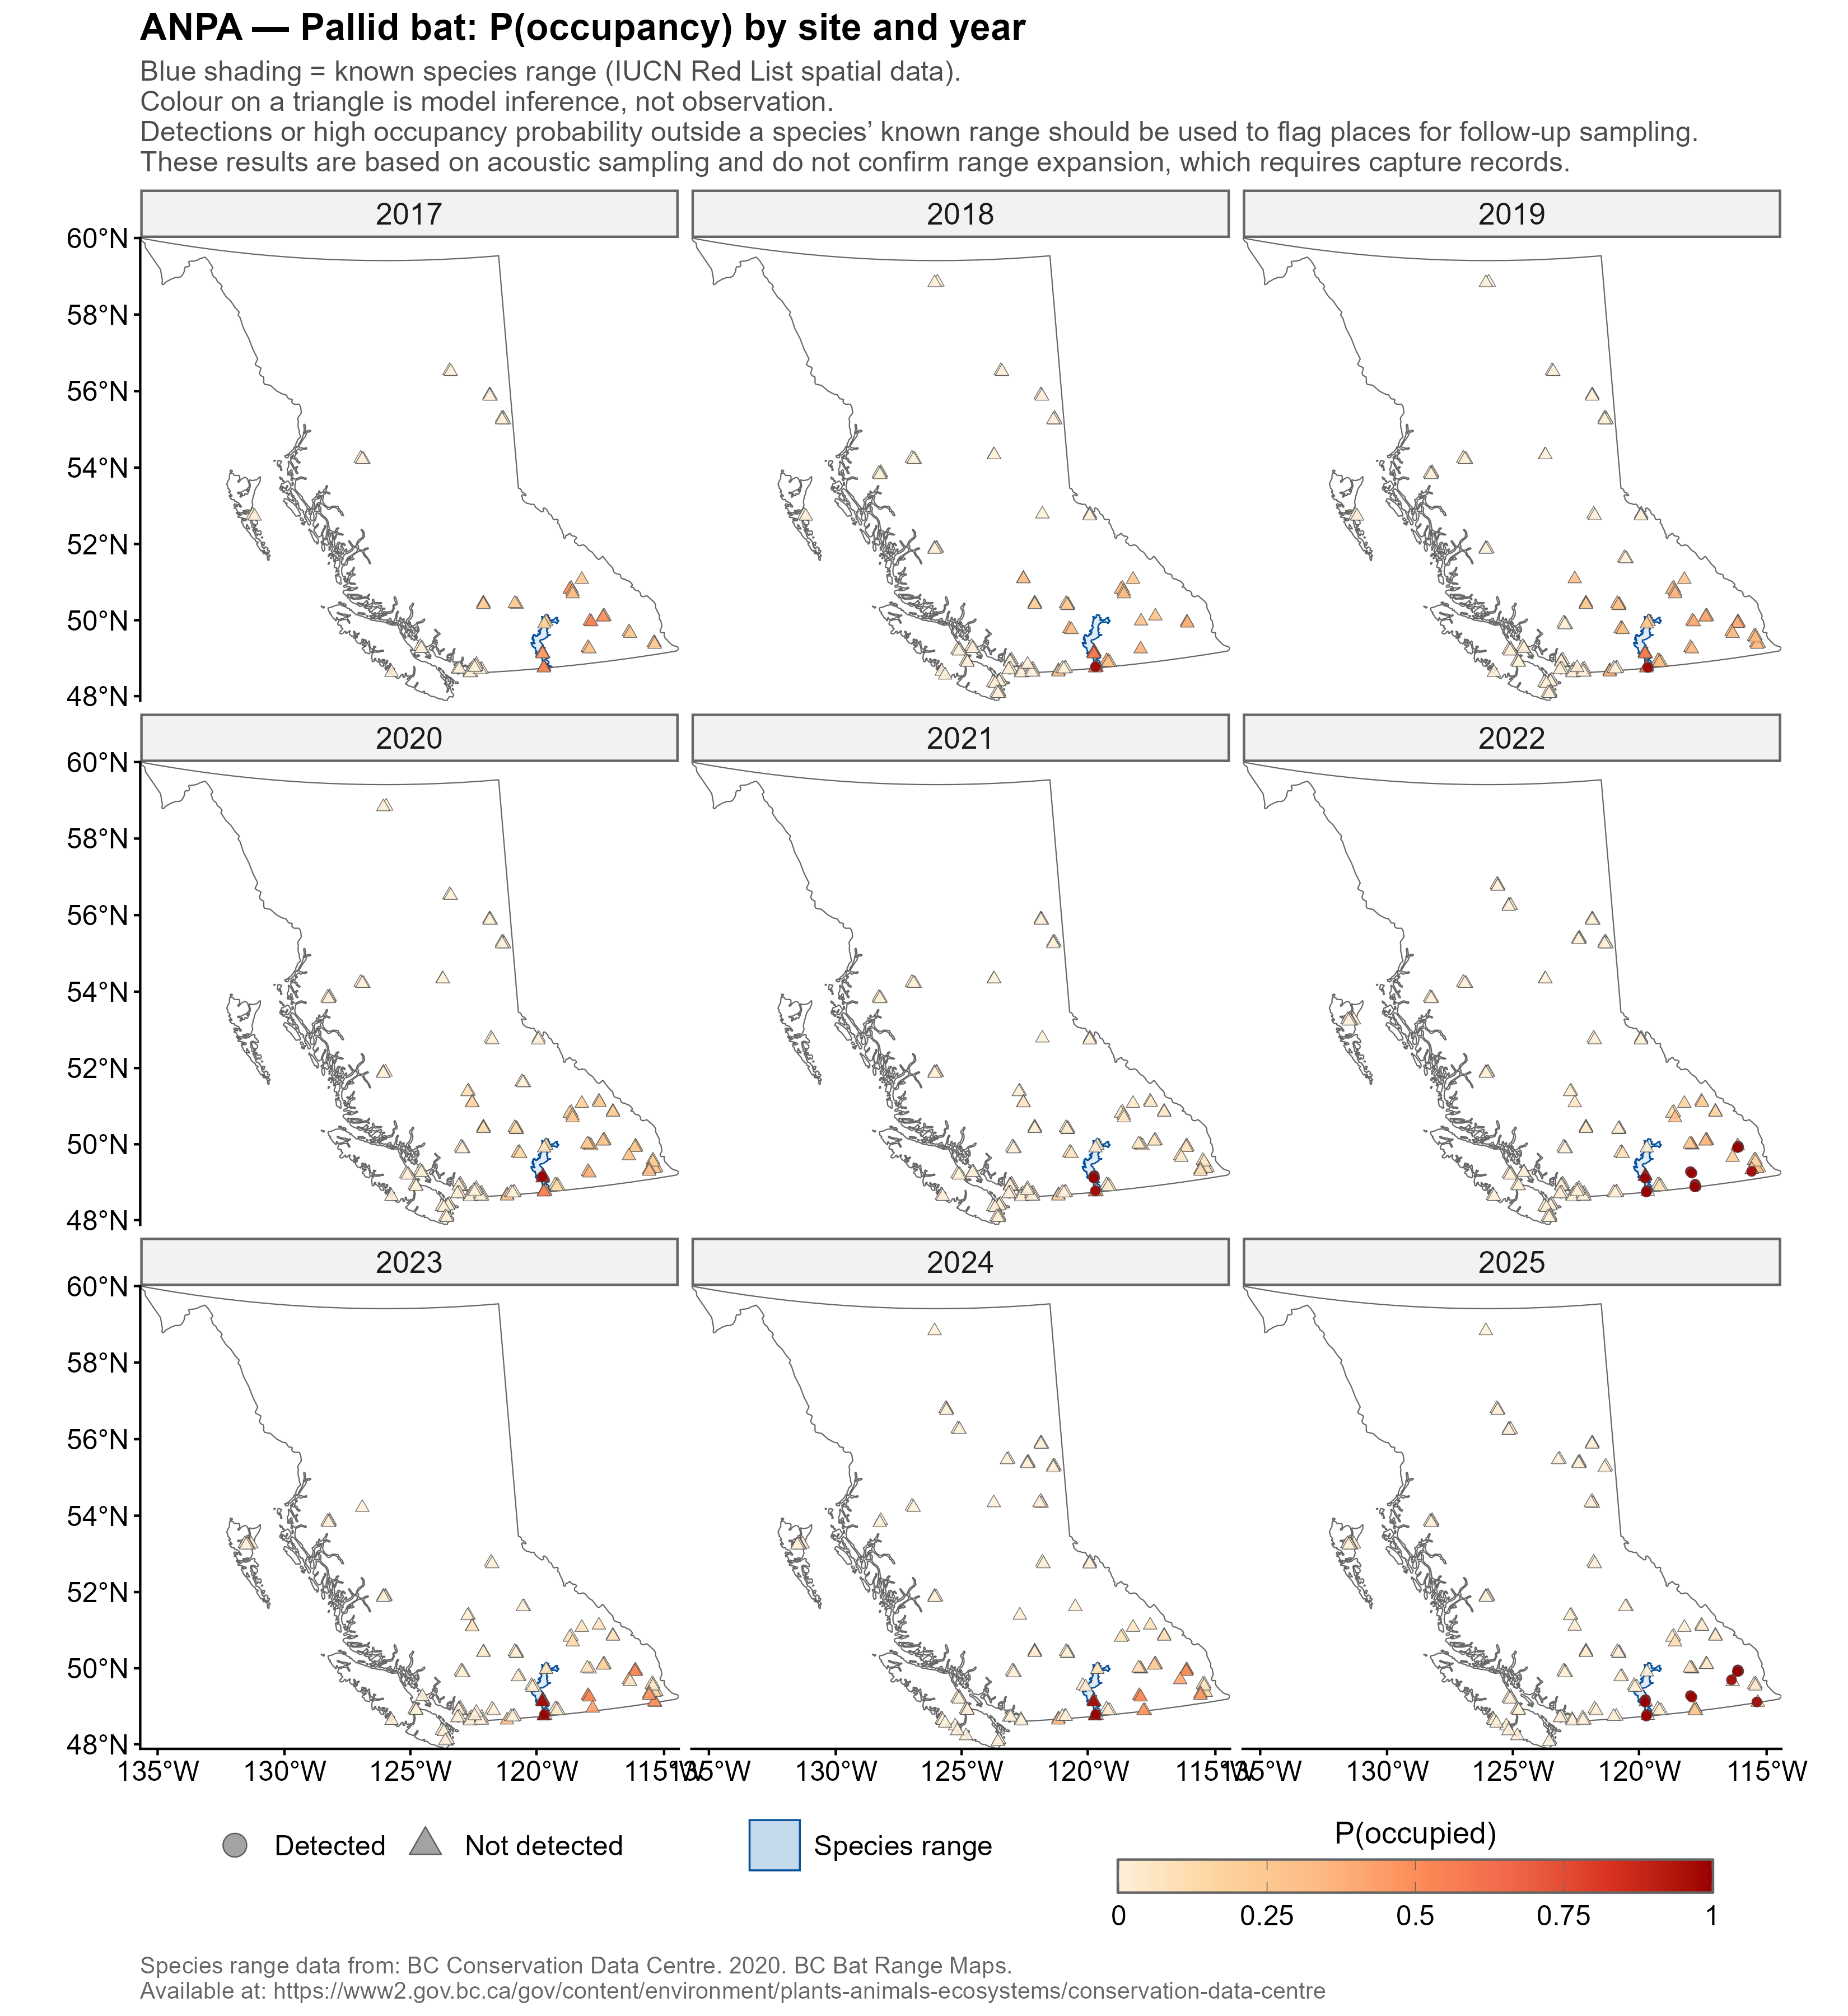 ANPA — Pallid bat: P(occupancy) by site and year
Blue shading = known species range (IUCN Red List spatial data).
Colour on a triangle is model inference, not observation.
Detections or high occupancy probability outside a species’ known range should be used to flag places for follow-up sampling.
These results are based on acoustic sampling and do not confirm range expansion, which requires capture records.
2017 2018 2019
60°N
58°N
56°N
54°N
52°N
50°N
48°N
2020 2021 2022
60°N
58°N
56°N
54°N
52°N
50°N
48°N
2023 2024 2025
60°N
58°N
56°N
54°N
52°N
50°N
48°N
135°W 130°W 125°W 120°W 115°W 135°W 130°W 125°W 120°W 115°W 135°W 130°W 125°W 120°W 115°W
Detected Not detected Species range
P(occupied)
0 0.25 0.5 0.75 1
Species range data from: BC Conservation Data Centre. 2020. BC Bat Range Maps.
Available at: https://www2.gov.bc.ca/gov/content/environment/plants-animals-ecosystems/conservation-data-centre